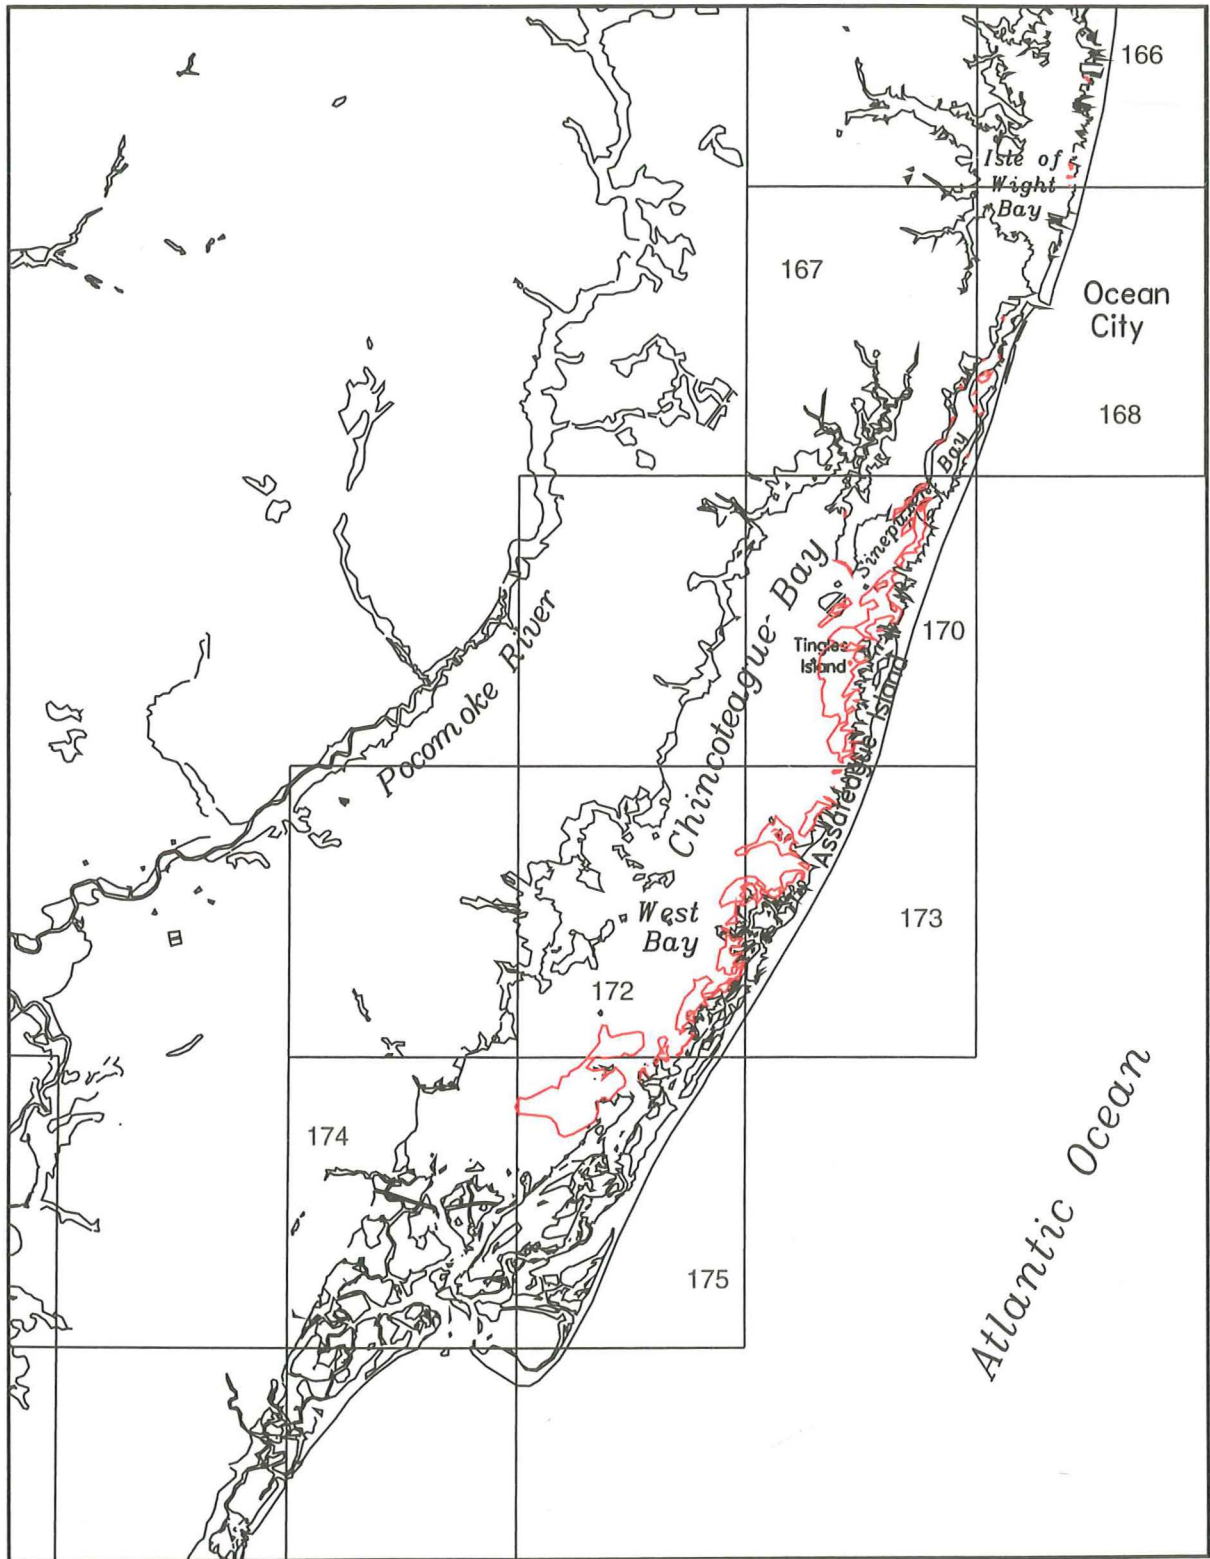 166
Isle of
Wight
Bay
167
Ocean
City
168
Bay
Sinepux
Chincoteague Bay
Tingles
Island
170
Pocomoke River
Assateague Island
West
Bay
173
172
174
175
Atlantic Ocean